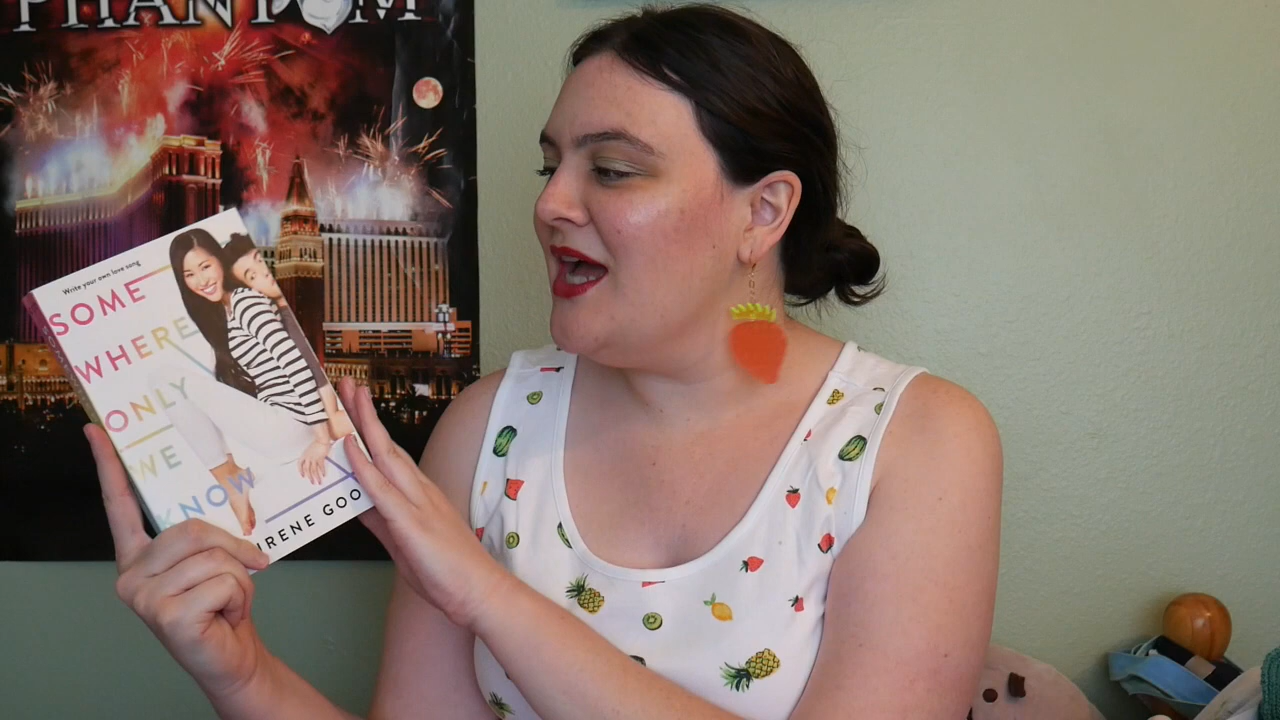 PHANTOM
Write your own love song
SOME
WHERE
ONLY
WE
KNOW
IRENE GOO